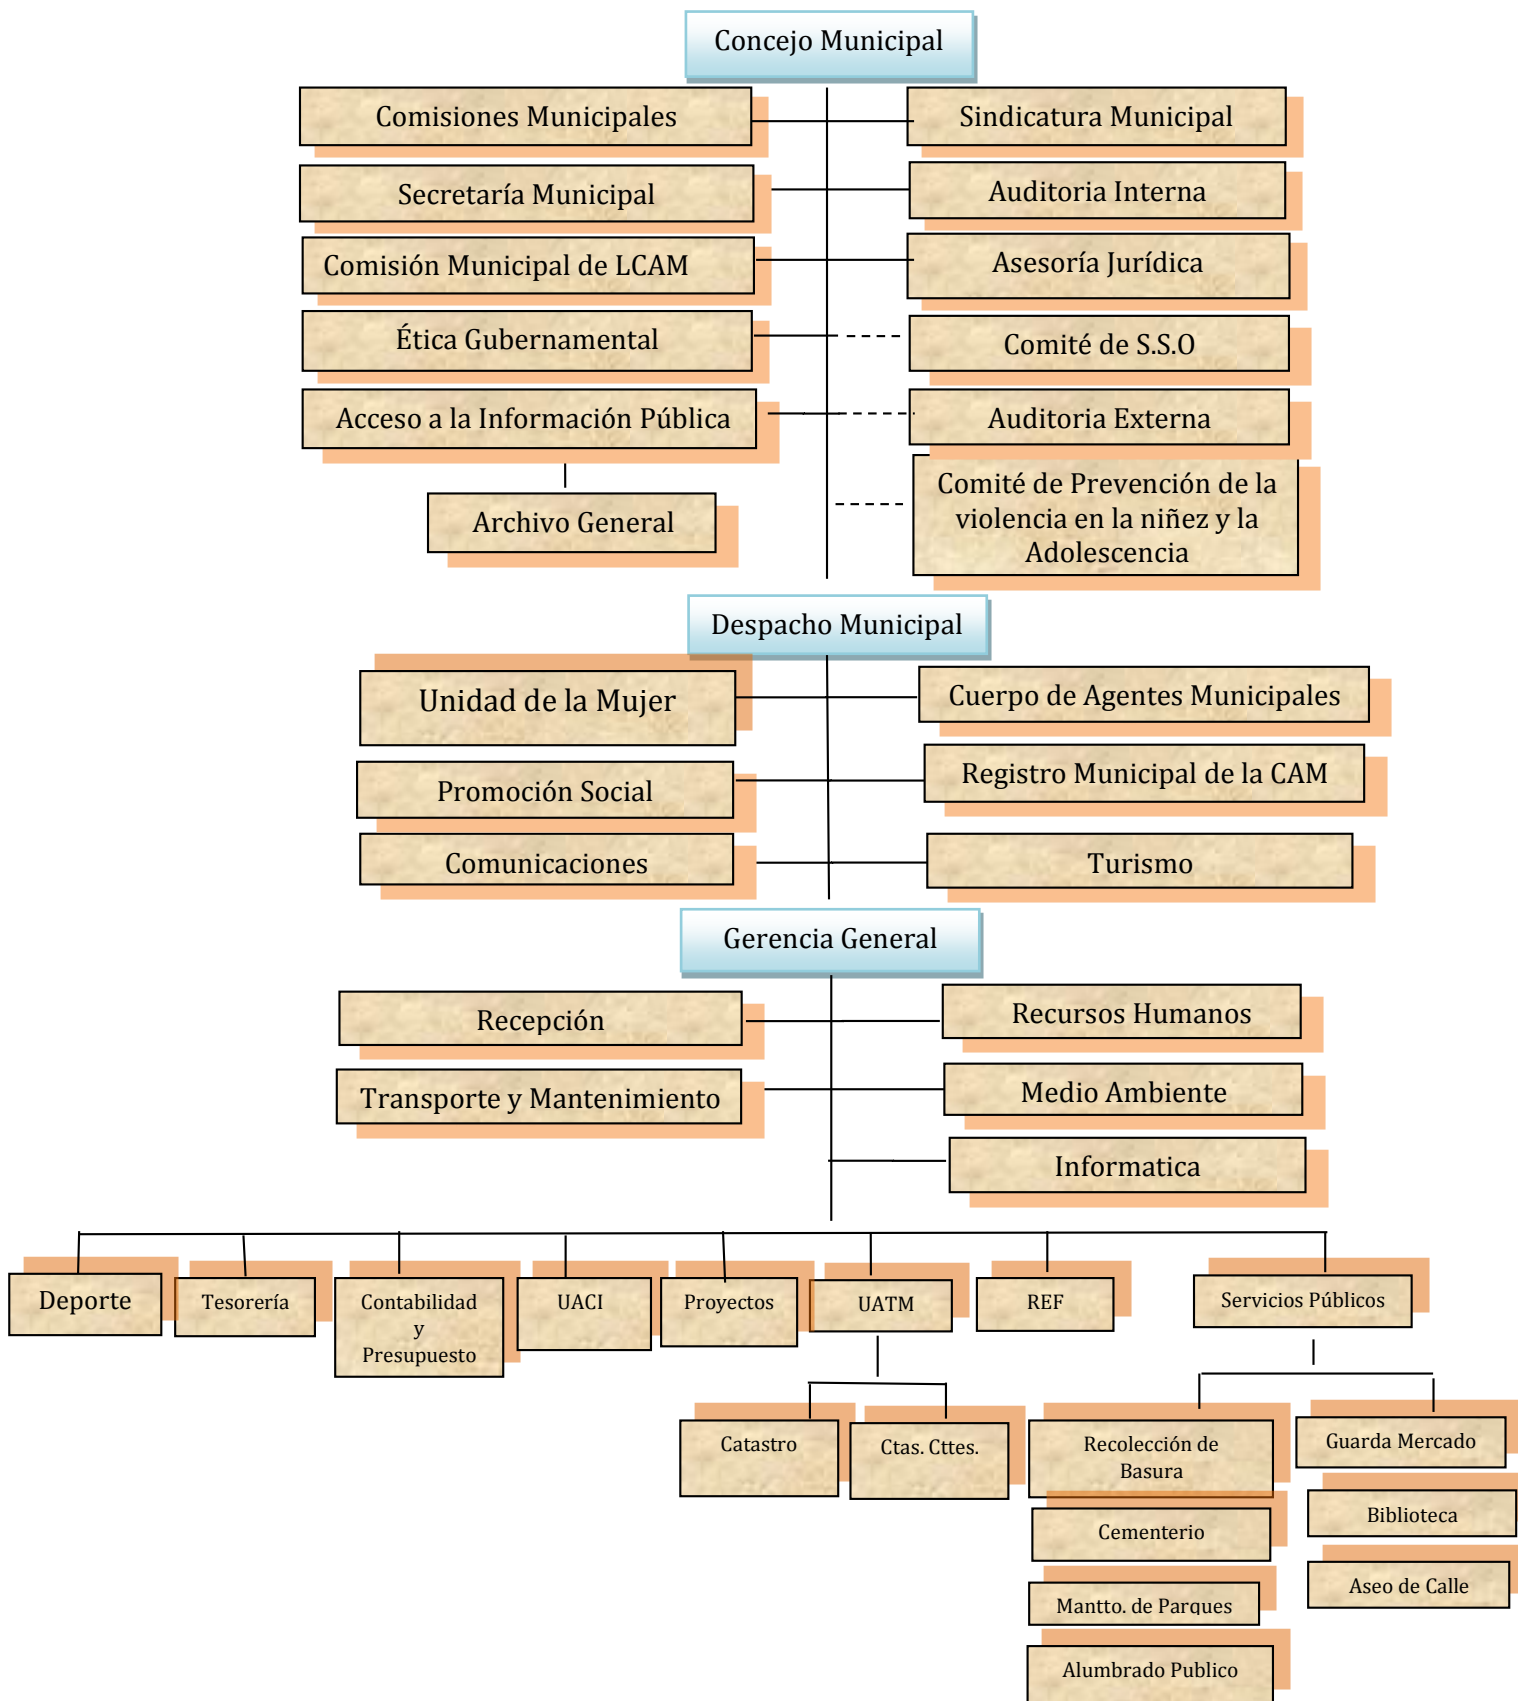 Concejo Municipal
Comisiones Municipales
Sindicatura Municipal
Secretaría Municipal
Auditoria Interna
Comisión Municipal de LCAM
Asesoría Jurídica
Ética Gubernamental
Comité de S.S.O
Acceso a la Información Pública
Auditoria Externa
Archivo General
Comité de Prevención de la
violencia en la niñez y la
Adolescencia
Despacho Municipal
Unidad de la Mujer
Cuerpo de Agentes Municipales
Promoción Social
Registro Municipal de la CAM
Comunicaciones
Turismo
Gerencia General
Recepción
Recursos Humanos
Transporte y Mantenimiento
Medio Ambiente
Informatica
Deporte
Tesorería
Contabilidad
y
Presupuesto
UACI
Proyectos
UATM
REF
Servicios Públicos
Catastro
Ctas. Cttes.
Recolección de
Basura
Guarda Mercado
Cementerio
Biblioteca
Mantto. de Parques
Aseo de Calle
Alumbrado Publico